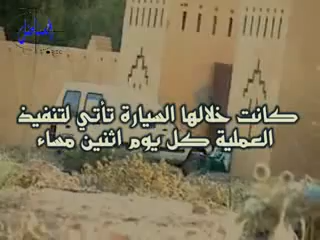 كانت خلالها السيارة تأتي لتنفيذ
العملية كل يوم اثنين مساء